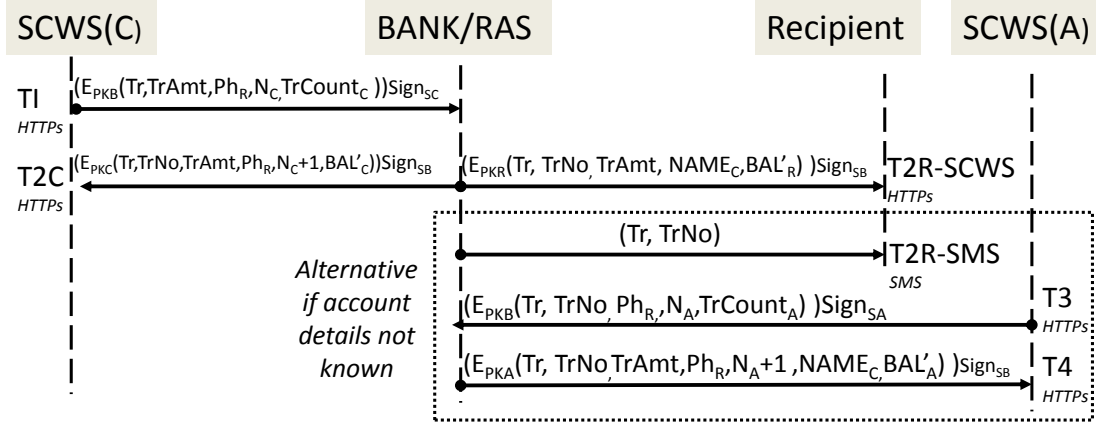 SCWS(C) BANK/RAS Recipient SCWS(A)
T1 (E_PKB(Tr,TrAmt,Ph_R,N_C,TrCount_C ))Sign_SC
HTTPs
T2C (E_PKC(Tr,TrNo,TrAmt,Ph_R,N_C+1,BAL'_C))Sign_SB (E_PKR(Tr, TrNo, TrAmt, NAME_C,BAL'_R) )Sign_SB T2R-SCWS
HTTPs HTTPs
(Tr, TrNo) T2R-SMS
SMS
Alternative
if account
details not
known
(E_PKB(Tr, TrNo, Ph_R,,N_A,TrCount_A) )Sign_SA T3
HTTPs
(E_PKA(Tr, TrNo,TrAmt,Ph_R,N_A+1 ,NAME_C,BAL'_A) )Sign_SB T4
HTTPs